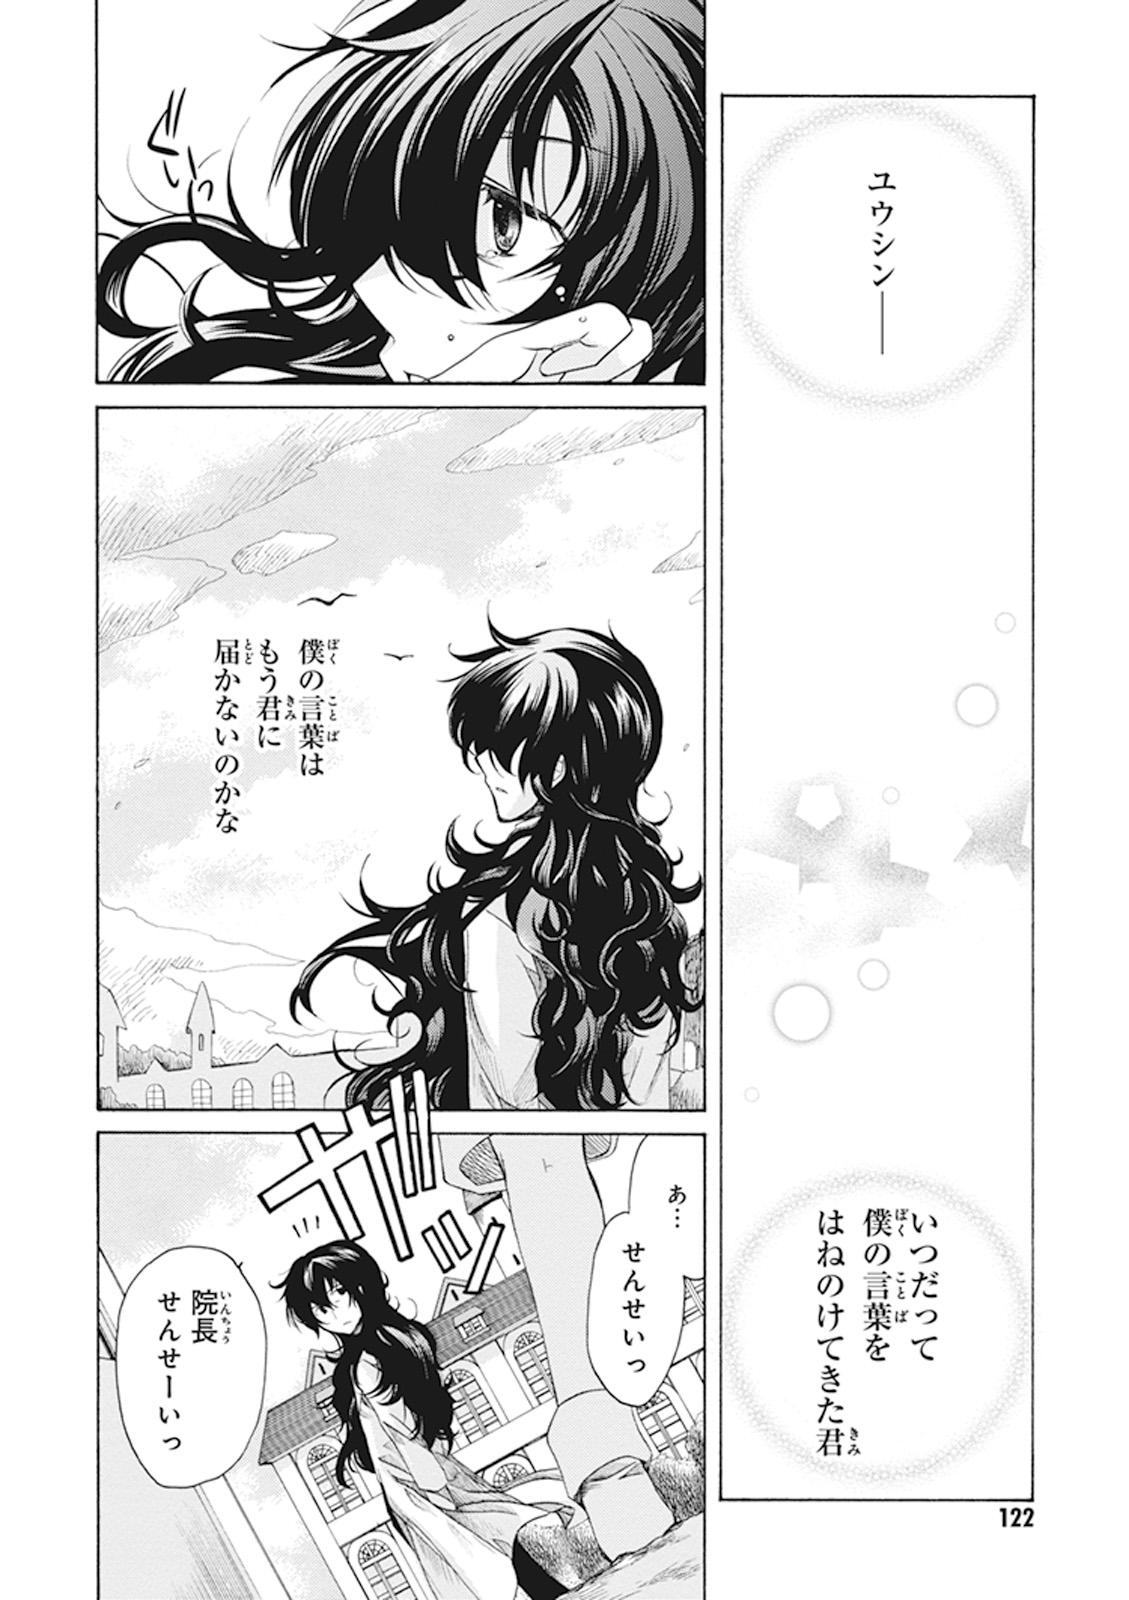 ユウシン――
いつだって
僕の言葉を
はねのけてきた君
ぐいっ
僕の言葉は
もう君に
届かないのかな
あ…
せんせいっ
ザザッ
院長
せんせーいっ
122